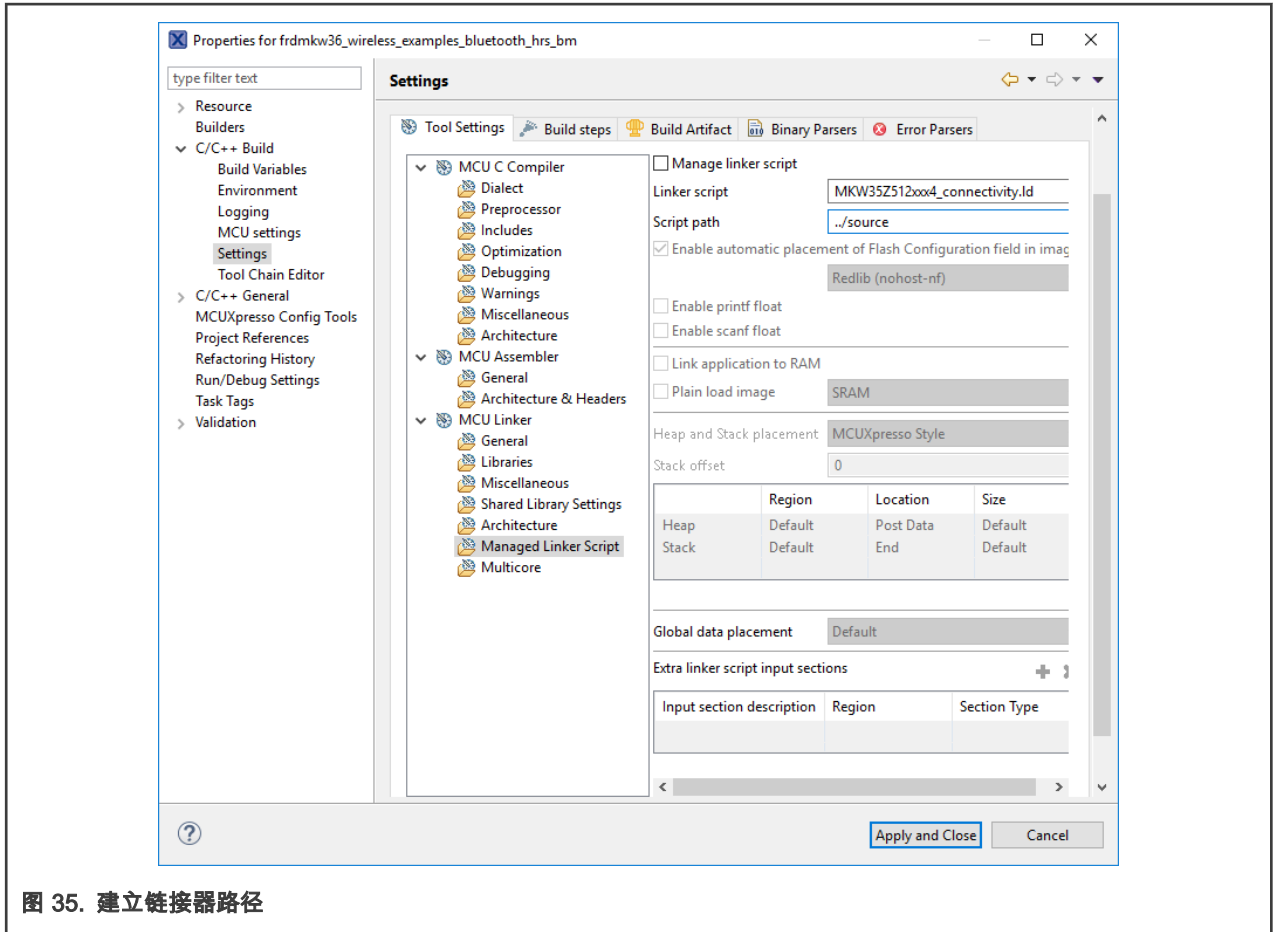 Properties for frdmkw36_wireless_examples_bluetooth_hrs_bm
type filter text
Resource
Builders
C/C++ Build
Build Variables
Environment
Logging
MCU settings
Settings
Tool Chain Editor
C/C++ General
MCUXpresso Config Tools
Project References
Refactoring History
Run/Debug Settings
Task Tags
Validation
Settings
Tool Settings Build steps Build Artifact Binary Parsers Error Parsers
MCU C Compiler
Dialect
Preprocessor
Includes
Optimization
Debugging
Warnings
Miscellaneous
Architecture
MCU Assembler
General
Architecture & Headers
MCU Linker
General
Libraries
Miscellaneous
Shared Library Settings
Architecture
Managed Linker Script
Multicore
Manage linker script
Linker script MKW35Z512xxx4_connectivity.ld
Script path ../source
Enable automatic placement of Flash Configuration field in imag
Redlib (nohost-nf)
Enable printf float
Enable scanf float
Link application to RAM
Plain load image SRAM
Heap and Stack placement MCUXpresso Style
Stack offset 0
Region Location Size
Heap Default Post Data Default
Stack Default End Default
Global data placement Default
Extra linker script input sections
Input section description Region Section Type
Apply and Close Cancel
图 35. 建立链接器路径